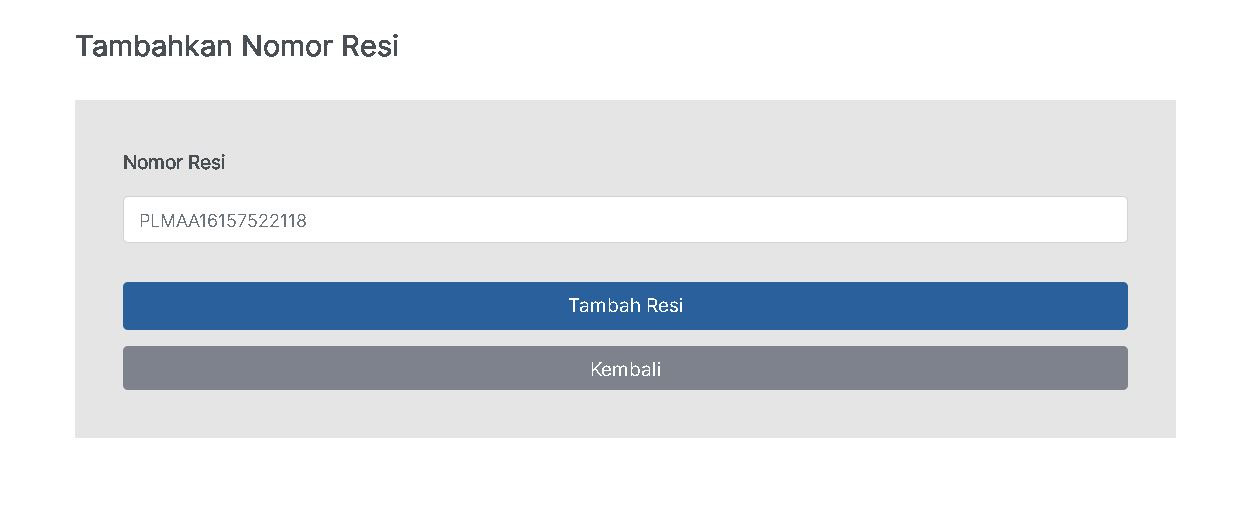 Tambahkan Nomor Resi
Nomor Resi
PLMAA16157522118
Tambah Resi
Kembali